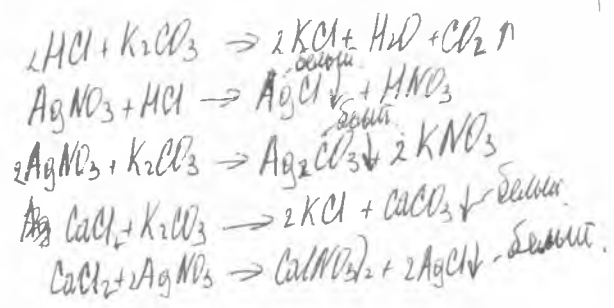 2HCl + K2CO3 → 2KCl + H2O + CO2↑
AgNO3 + HCl → AgCl↓ белый + HNO3
2AgNO3 + K2CO3 → Ag2CO3↓ белый + 2KNO3
CaCl2 + K2CO3 → 2KCl + CaCO3↓ - белый.
CaCl2 + 2AgNO3 → Ca(NO3)2 + 2AgCl↓ - белый.